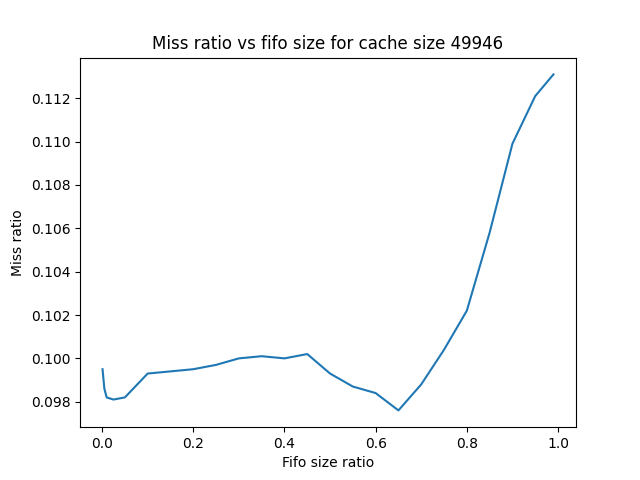 Miss ratio vs fifo size for cache size 49946
0.112
0.110
0.108
0.106
0.104
0.102
0.100
0.098
Miss ratio
0.0 0.2 0.4 0.6 0.8 1.0
Fifo size ratio